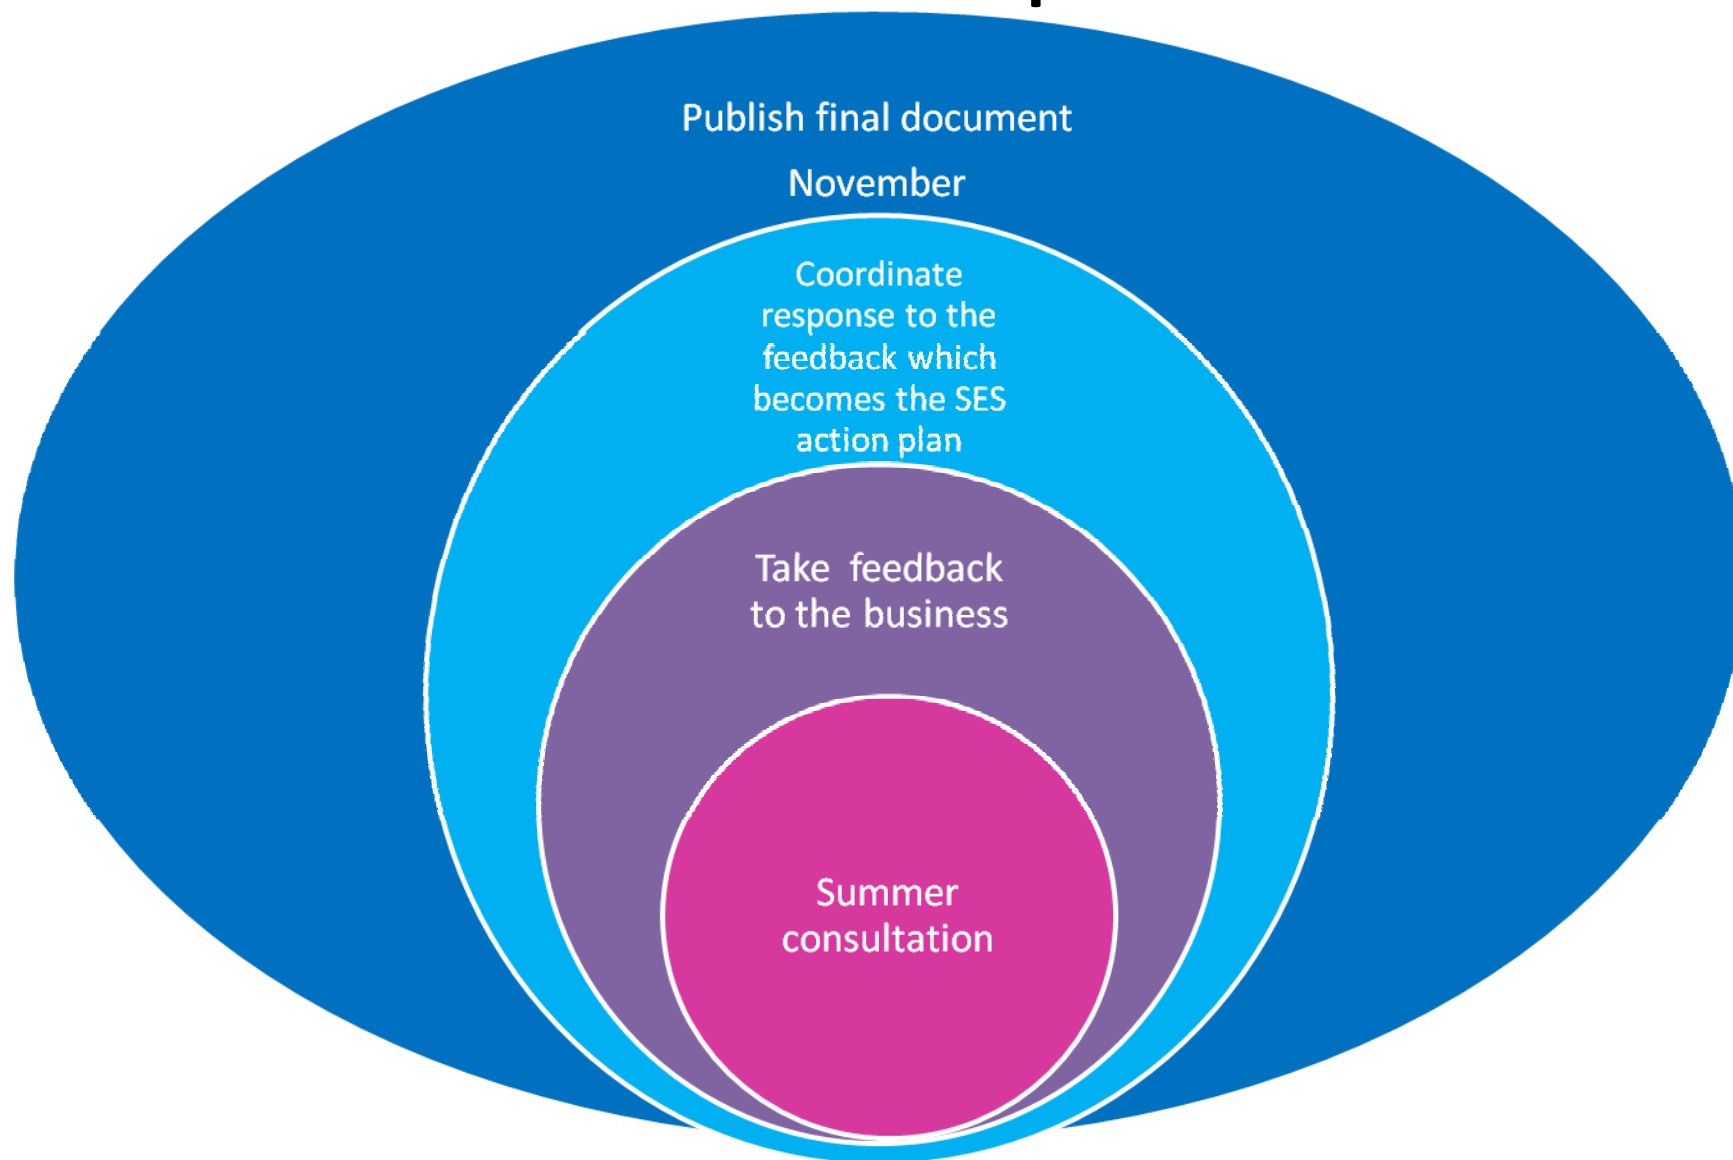 Publish final document
November
Coordinate
response to the
feedback which
becomes the SES
action plan
Take feedback
to the business
Summer
consultation